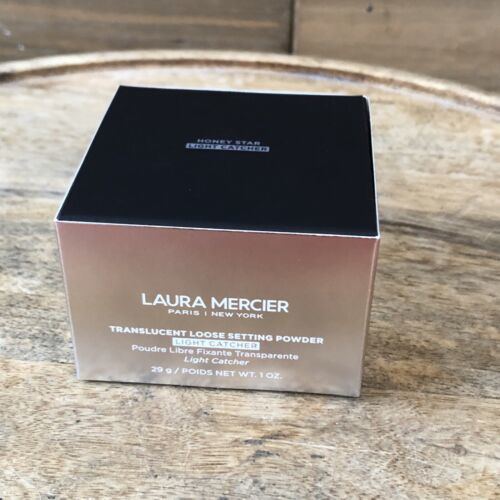 HONEY STAR
LIGHT CATCHER
LAURA MERCIER
PARIS | NEW YORK
TRANSLUCENT LOOSE SETTING POWDER
LIGHT CATCHER
Poudre Libre Fixante Transparente
Light Catcher
29 g / POIDS NET WT. 1 OZ.